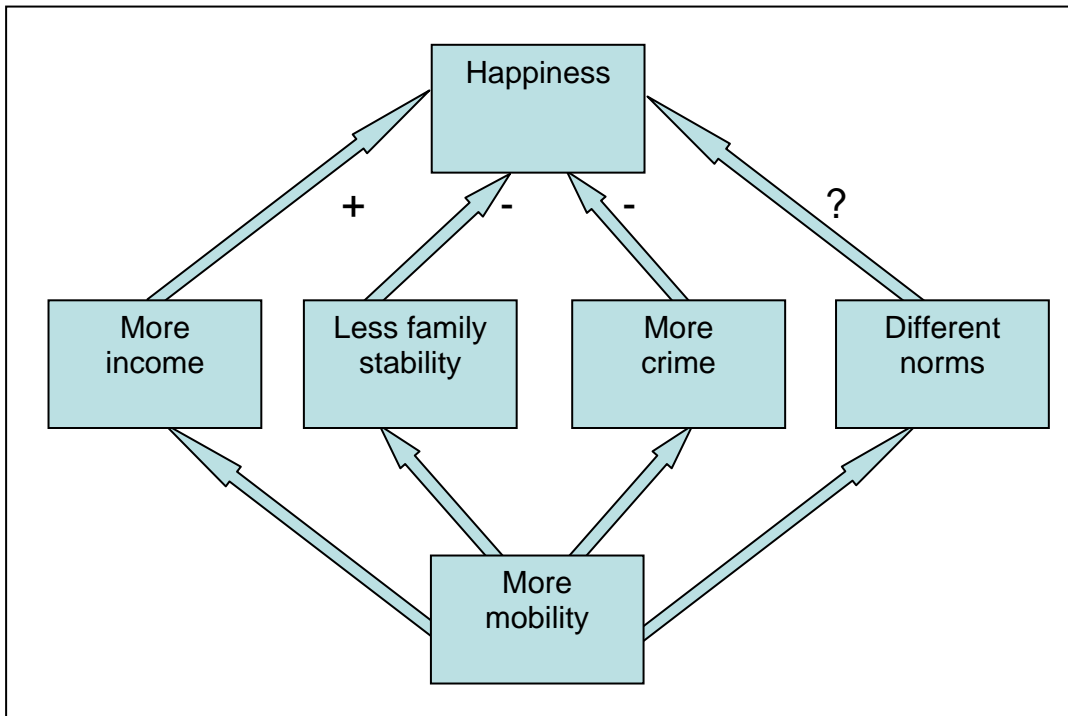 Happiness
+
-
-
?
More
income
Less family
stability
More
crime
Different
norms
More
mobility